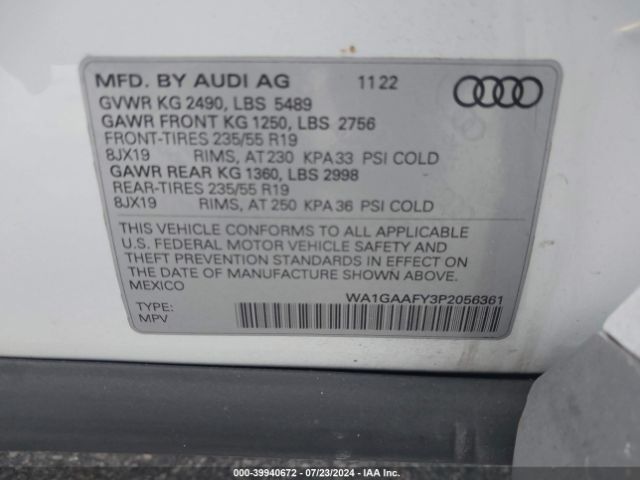 MFD. BY AUDI AG 1122
GVWR KG 2490, LBS 5489
GAWR FRONT KG 1250, LBS 2756
FRONT-TIRES 235/55 R19
8JX19 RIMS, AT 230 KPA 33 PSI COLD
GAWR REAR KG 1360, LBS 2998
REAR-TIRES 235/55 R19
8JX19 RIMS, AT 250 KPA 36 PSI COLD
THIS VEHICLE CONFORMS TO ALL APPLICABLE
U.S. FEDERAL MOTOR VEHICLE SAFETY AND
THEFT PREVENTION STANDARDS IN EFFECT ON
THE DATE OF MANUFACTURE SHOWN ABOVE.
MEXICO
WA1GAAFY3P2056361
TYPE:
MPV
000-39940672 / 07/23/2024 / IAAI.COM